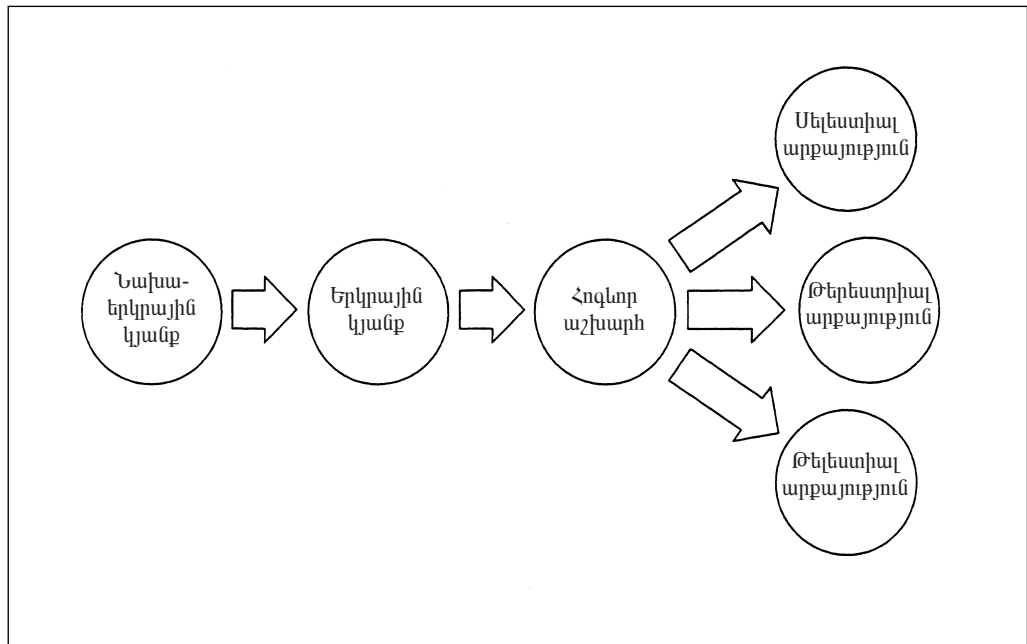 Նախա-
երկրային
կյանք
Երկրային
կյանք
Հոգևոր
աշխարհ
Սելեստիալ
արքայություն
Թերեստրիալ
արքայություն
Թելեստիալ
արքայություն